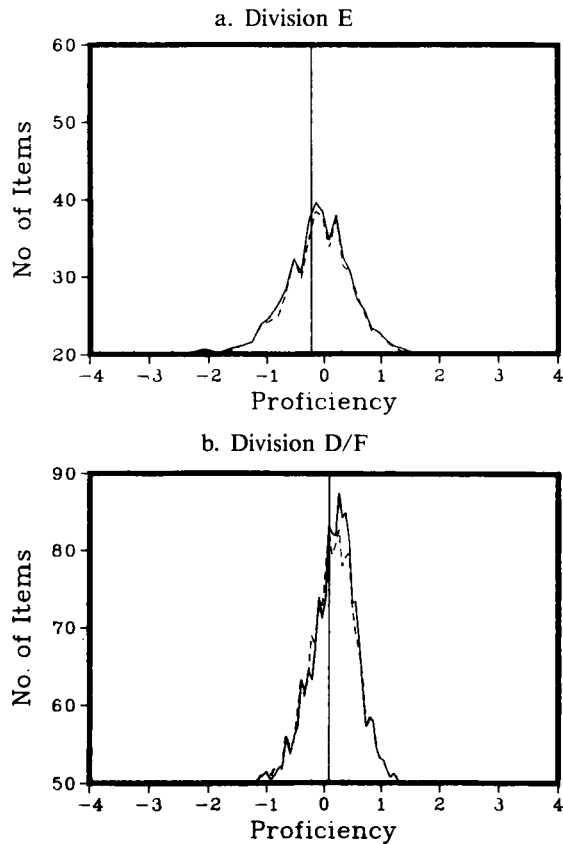 a. Division E
60
50
40
30
20
No of Items
-4 -3 -2 -1 0 1 2 3 4
Proficiency
b. Division D/F
90
80
70
60
50
No. of Items
-4 -3 -2 -1 0 1 2 3 4
Proficiency